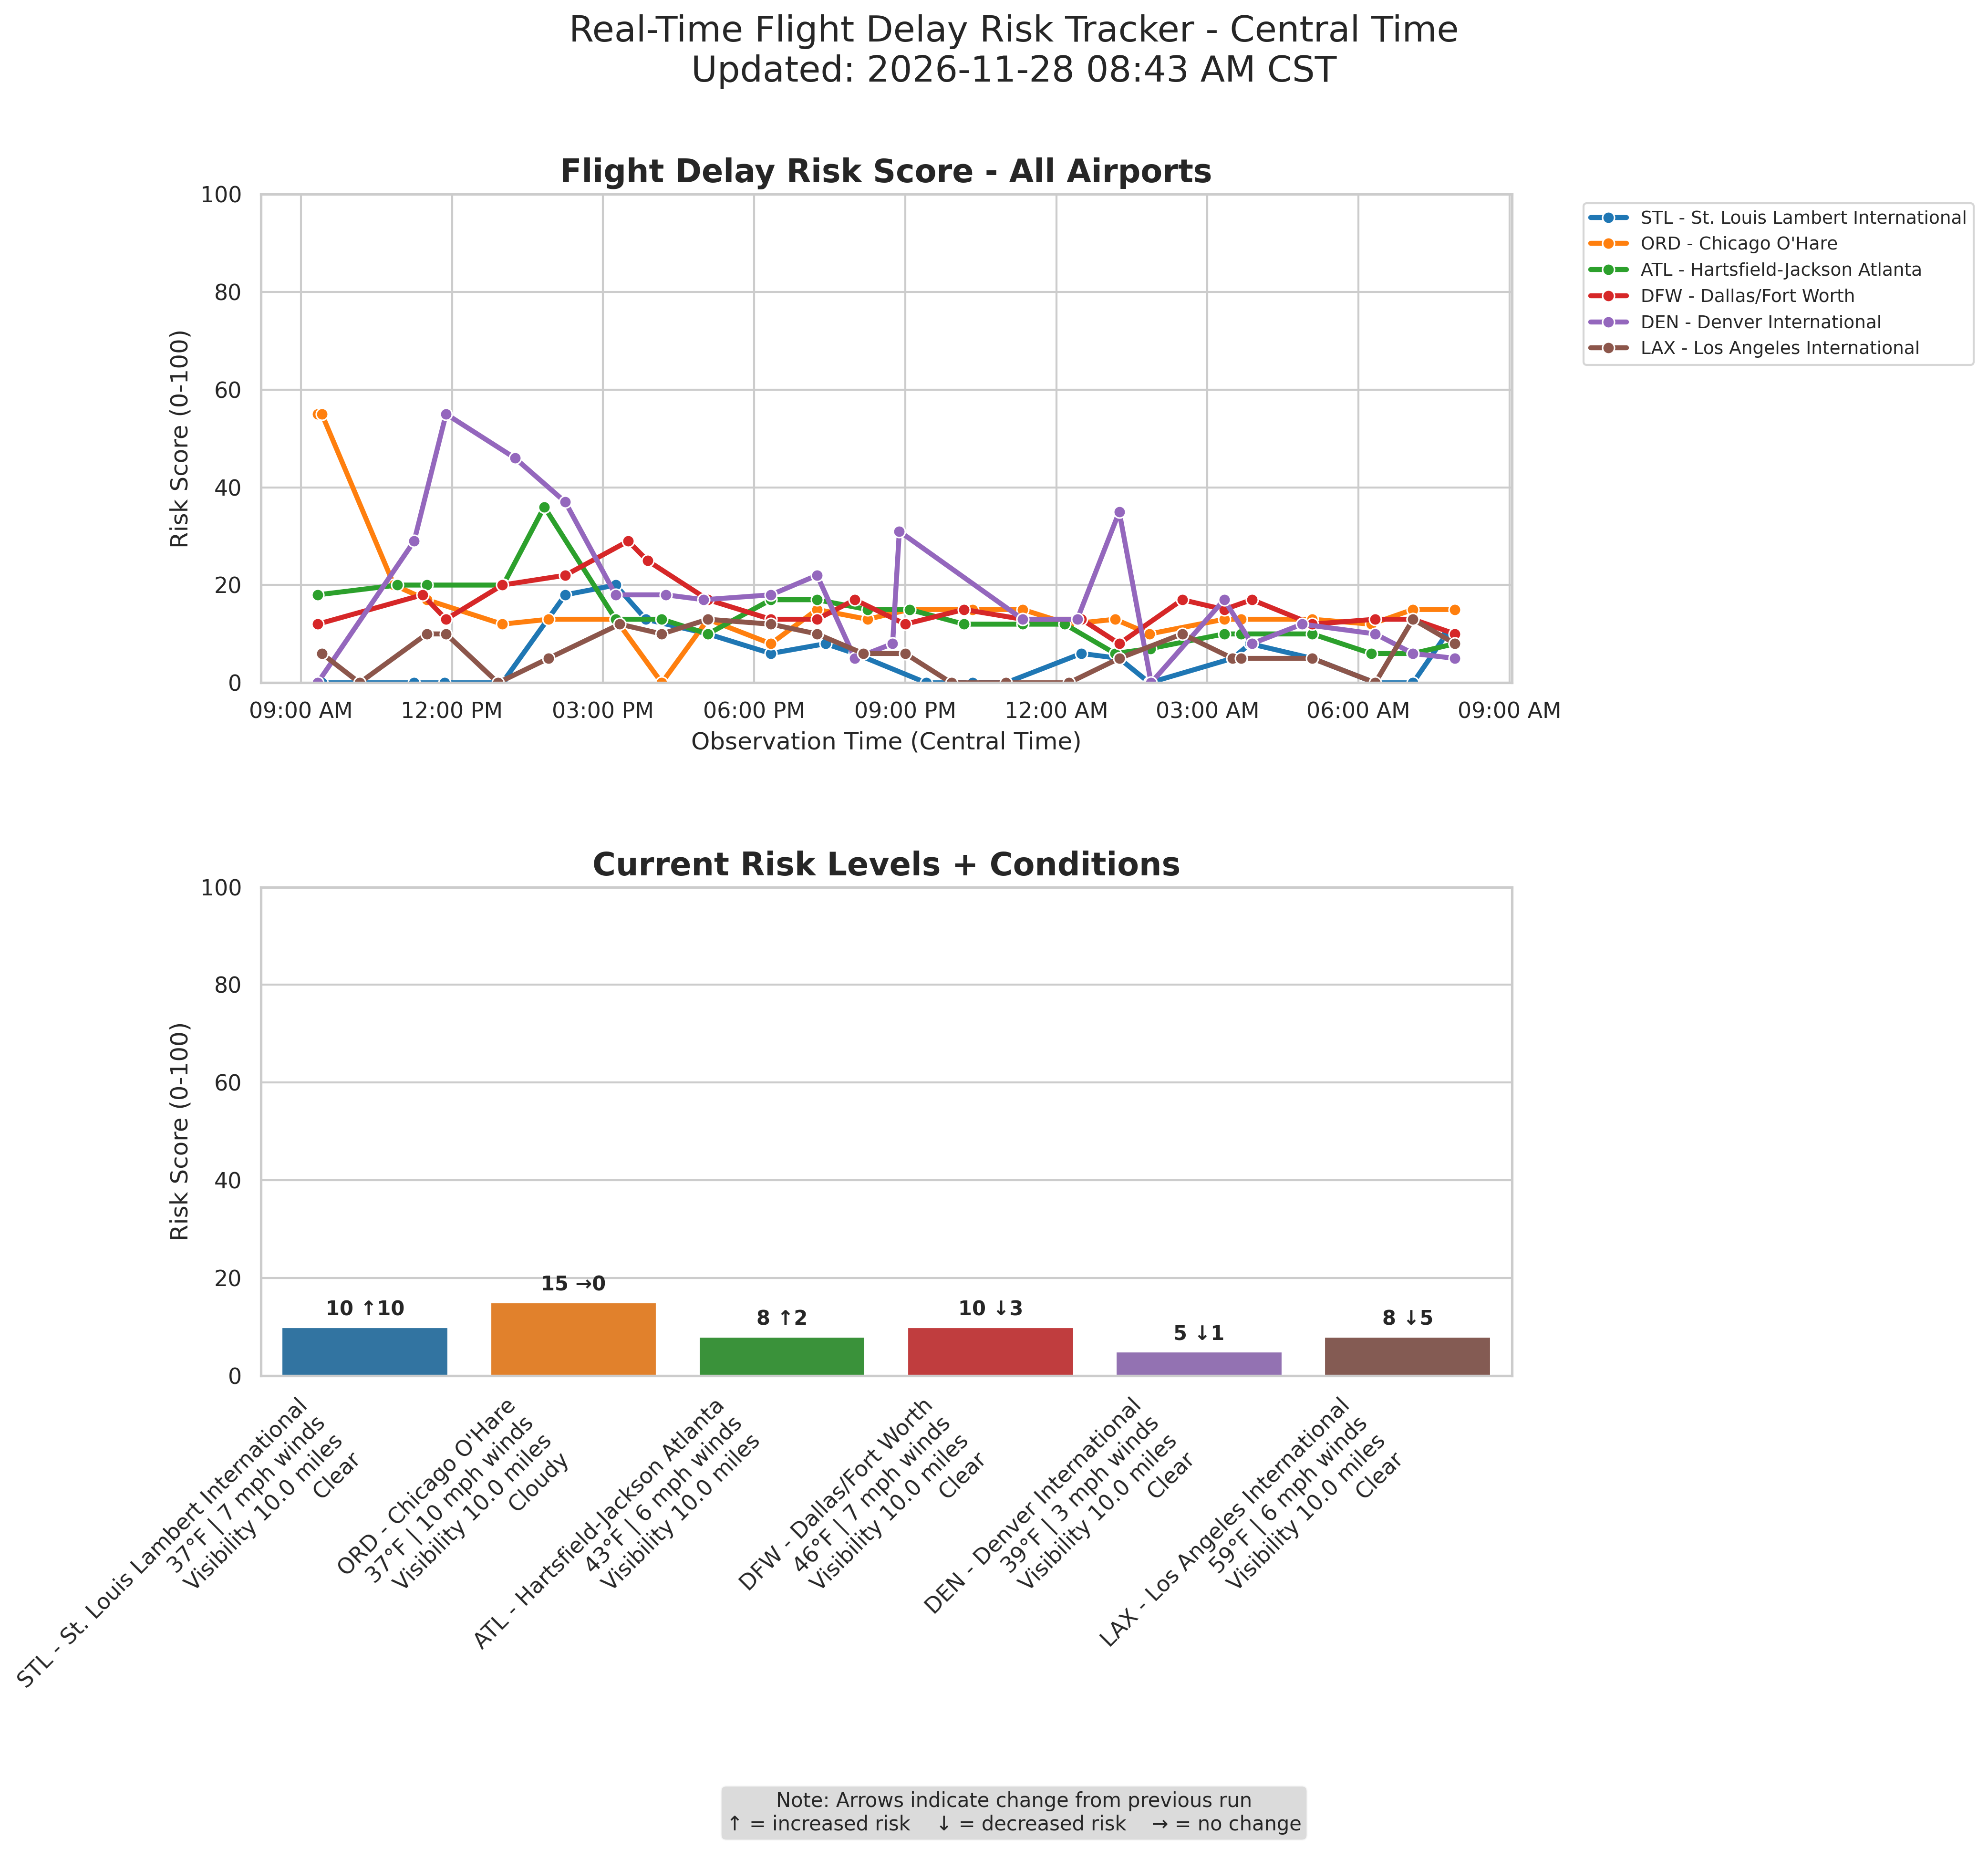 Real-Time Flight Delay Risk Tracker - Central Time
Updated: 2026-11-28 08:43 AM CST
Flight Delay Risk Score - All Airports
Risk Score (0-100)
100
80
60
40
20
0
09:00 AM
12:00 PM
03:00 PM
06:00 PM
09:00 PM
12:00 AM
03:00 AM
06:00 AM
09:00 AM
Observation Time (Central Time)
STL - St. Louis Lambert International
ORD - Chicago O'Hare
ATL - Hartsfield-Jackson Atlanta
DFW - Dallas/Fort Worth
DEN - Denver International
LAX - Los Angeles International
Current Risk Levels + Conditions
Risk Score (0-100)
100
80
60
40
20
0
10 ↑10
15 →0
8 ↑2
10 ↓3
5 ↓1
8 ↓5
STL - St. Louis Lambert International
37°F | 7 mph winds
Visibility 10.0 miles
Clear
ORD - Chicago O'Hare
37°F | 10 mph winds
Visibility 10.0 miles
Cloudy
ATL - Hartsfield-Jackson Atlanta
43°F | 6 mph winds
Visibility 10.0 miles
DFW - Dallas/Fort Worth
46°F | 7 mph winds
Visibility 10.0 miles
Clear
DEN - Denver International
39°F | 3 mph winds
Visibility 10.0 miles
Clear
LAX - Los Angeles International
59°F | 6 mph winds
Visibility 10.0 miles
Clear
Note: Arrows indicate change from previous run
↑ = increased risk ↓ = decreased risk → = no change